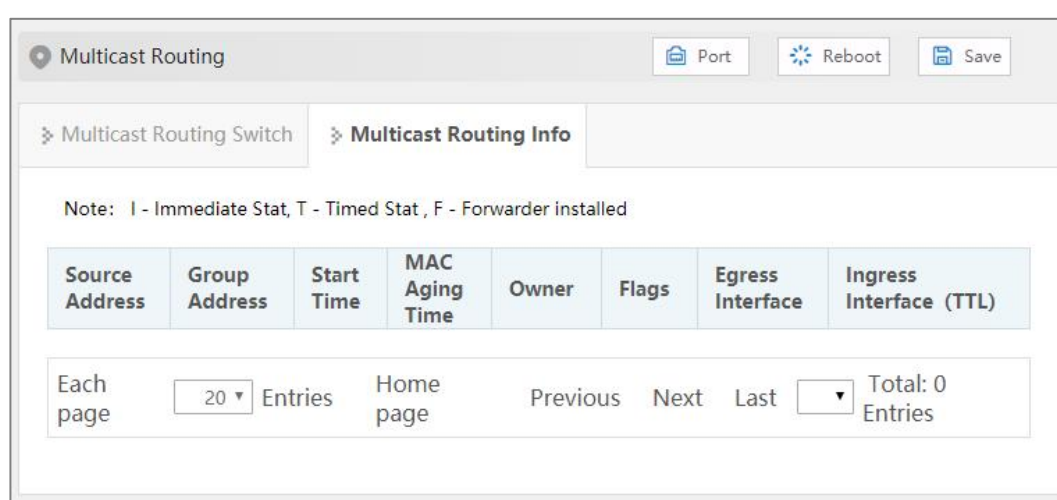 Multicast Routing
Port
Reboot
Save
Multicast Routing Switch
Multicast Routing Info
Note: I - Immediate Stat, T - Timed Stat , F - Forwarder installed
Source Address
Group Address
Start Time
MAC Aging Time
Owner
Flags
Egress Interface
Ingress Interface (TTL)
Each page 20 Entries Home page Previous Next Last Total: 0 Entries